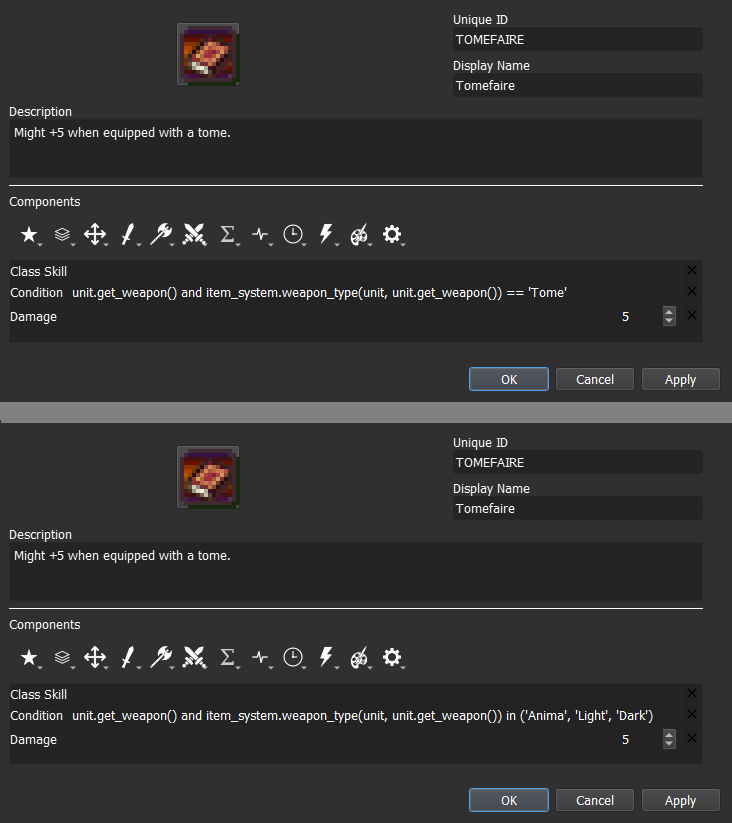 Unique ID
TOMEFAIRE
Display Name
Tomefaire
Description
Might +5 when equipped with a tome.
Components
Class Skill
Condition unit.get_weapon() and item_system.weapon_type(unit, unit.get_weapon()) == 'Tome'
Damage 5
OK Cancel Apply
Unique ID
TOMEFAIRE
Display Name
Tomefaire
Description
Might +5 when equipped with a tome.
Components
Class Skill
Condition unit.get_weapon() and item_system.weapon_type(unit, unit.get_weapon()) in ('Anima', 'Light', 'Dark')
Damage 5
OK Cancel Apply